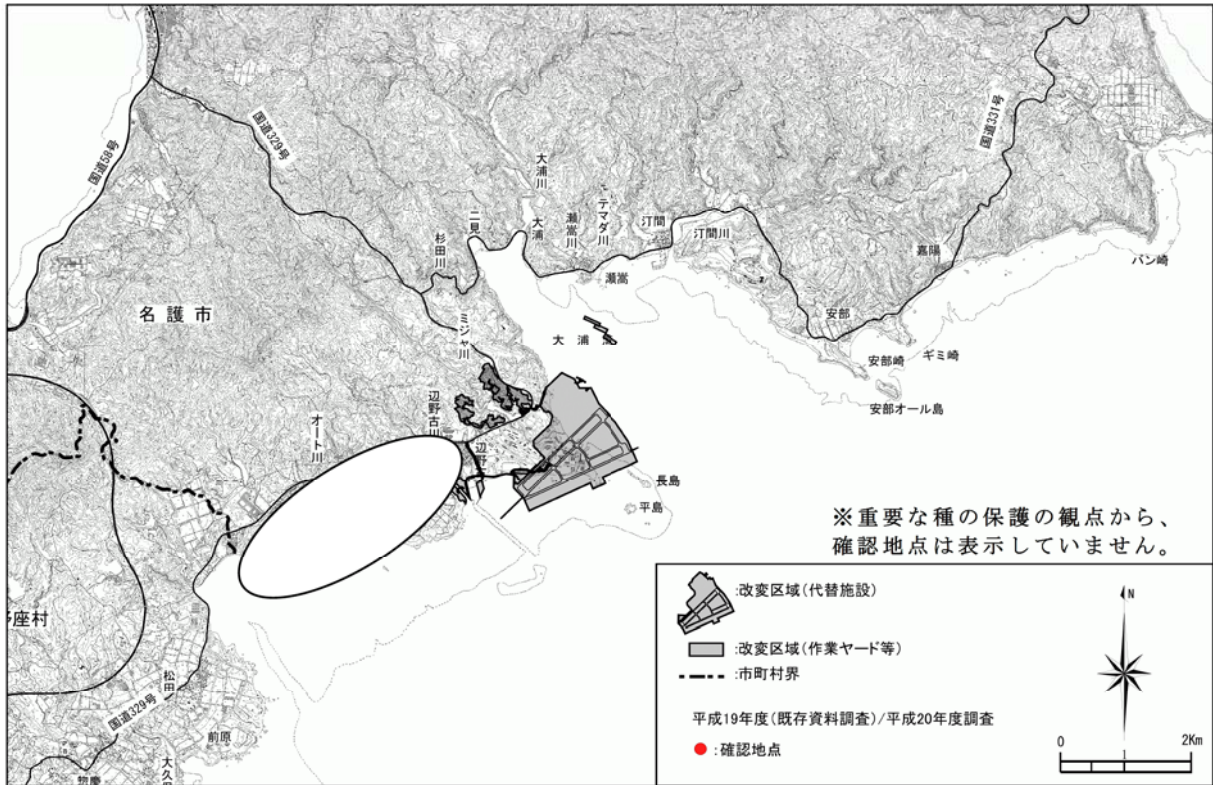 国道58号
国道329号
国道331号
大浦川
大浦
二見
杉田川
瀬嵩川
テマダ川
汀間
汀間川
瀬嵩
嘉陽
バン崎
安部
安部崎
ギミ崎
安部オール島
名護市
ミジャ川
大浦
辺野古川
辺野
オート川
長島
平島
※重要な種の保護の観点から、
確認地点は表示していません。
座村
松田
国道329号
前原
大久
惣慶
:改変区域(代替施設)
:改変区域(作業ヤード等)
:市町村界
平成19年度(既存資料調査)/平成20年度調査
:確認地点
N
0 1 2Km